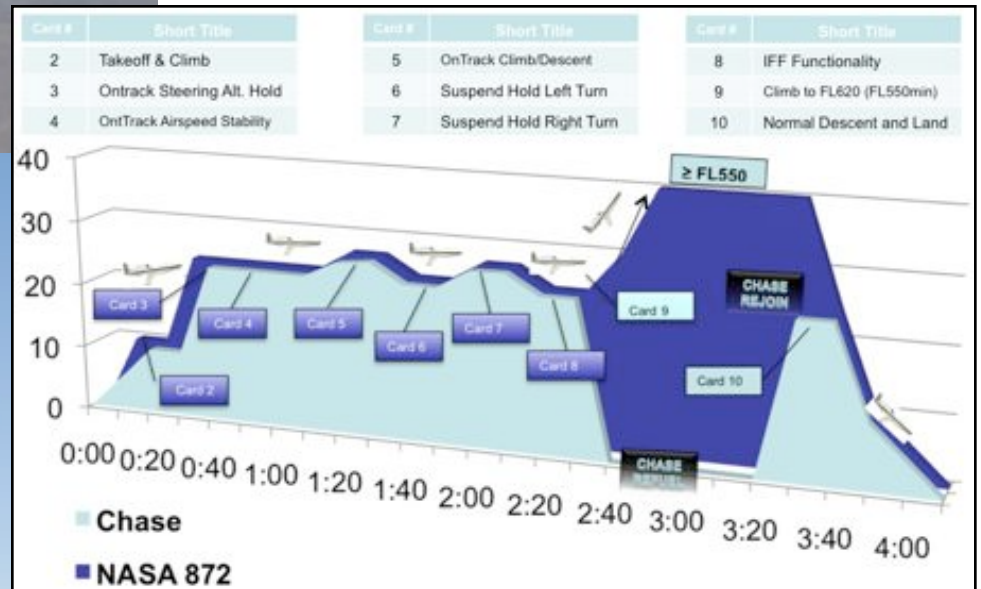 Card # Short Title Card # Short Title Card # Short Title
2 Takeoff & Climb 5 OnTrack Climb/Descent 8 IFF Functionality
3 Ontrack Steering Alt. Hold 6 Suspend Hold Left Turn 9 Climb to FL620 (FL550min)
4 OntTrack Airspeed Stability 7 Suspend Hold Right Turn 10 Normal Descent and Land
40
≥ FL550
30
20
CHASE
REJOIN
Card 3
Card 9
Card 4
Card 5
Card 7
10
Card 6
Card 8
Card 10
Card 2
0
CHASE
REFUEL
0:00 0:20 0:40 1:00 1:20 1:40 2:00 2:20 2:40 3:00 3:20 3:40 4:00
Chase
NASA 872